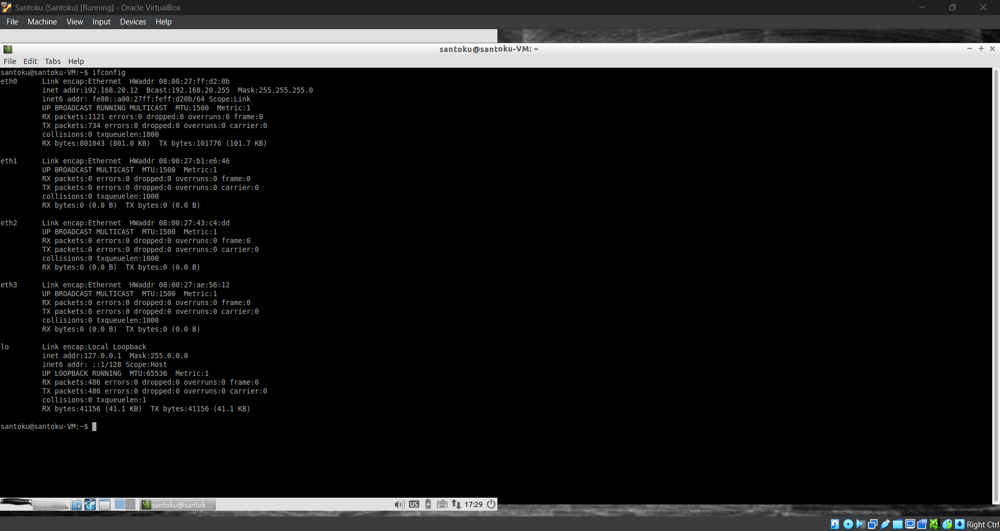 Santoku (Santoku) [Running] - Oracle VirtualBox
File Machine View Input Devices Help
santoku@santoku-VM: ~
File Edit Tabs Help
santoku@santoku-VM:~$ ifconfig
eth0      Link encap:Ethernet  HWaddr 08:00:27:ff:d2:0b
          inet addr:192.168.20.12  Bcast:192.168.20.255  Mask:255.255.255.0
          inet6 addr: fe80::a00:27ff:feff:d20b/64 Scope:Link
          UP BROADCAST RUNNING MULTICAST  MTU:1500  Metric:1
          RX packets:1121 errors:0 dropped:0 overruns:0 frame:0
          TX packets:734 errors:0 dropped:0 overruns:0 carrier:0
          collisions:0 txqueuelen:1000
          RX bytes:801043 (801.0 KB)  TX bytes:101776 (101.7 KB)
eth1      Link encap:Ethernet  HWaddr 08:00:27:b1:e6:46
          UP BROADCAST MULTICAST  MTU:1500  Metric:1
          RX packets:0 errors:0 dropped:0 overruns:0 frame:0
          TX packets:0 errors:0 dropped:0 overruns:0 carrier:0
          collisions:0 txqueuelen:1000
          RX bytes:0 (0.0 B)  TX bytes:0 (0.0 B)
eth2      Link encap:Ethernet  HWaddr 08:00:27:43:c4:dd
          UP BROADCAST MULTICAST  MTU:1500  Metric:1
          RX packets:0 errors:0 dropped:0 overruns:0 frame:0
          TX packets:0 errors:0 dropped:0 overruns:0 carrier:0
          collisions:0 txqueuelen:1000
          RX bytes:0 (0.0 B)  TX bytes:0 (0.0 B)
eth3      Link encap:Ethernet  HWaddr 08:00:27:ae:56:12
          UP BROADCAST MULTICAST  MTU:1500  Metric:1
          RX packets:0 errors:0 dropped:0 overruns:0 frame:0
          TX packets:0 errors:0 dropped:0 overruns:0 carrier:0
          collisions:0 txqueuelen:1000
          RX bytes:0 (0.0 B)  TX bytes:0 (0.0 B)
lo        Link encap:Local Loopback
          inet addr:127.0.0.1  Mask:255.0.0.0
          inet6 addr: ::1/128 Scope:Host
          UP LOOPBACK RUNNING  MTU:65536  Metric:1
          RX packets:486 errors:0 dropped:0 overruns:0 frame:0
          TX packets:486 errors:0 dropped:0 overruns:0 carrier:0
          collisions:0 txqueuelen:1
          RX bytes:41156 (41.1 KB)  TX bytes:41156 (41.1 KB)
santoku@santoku-VM:~$
santoku@santok... US 17:29
Right Ctrl